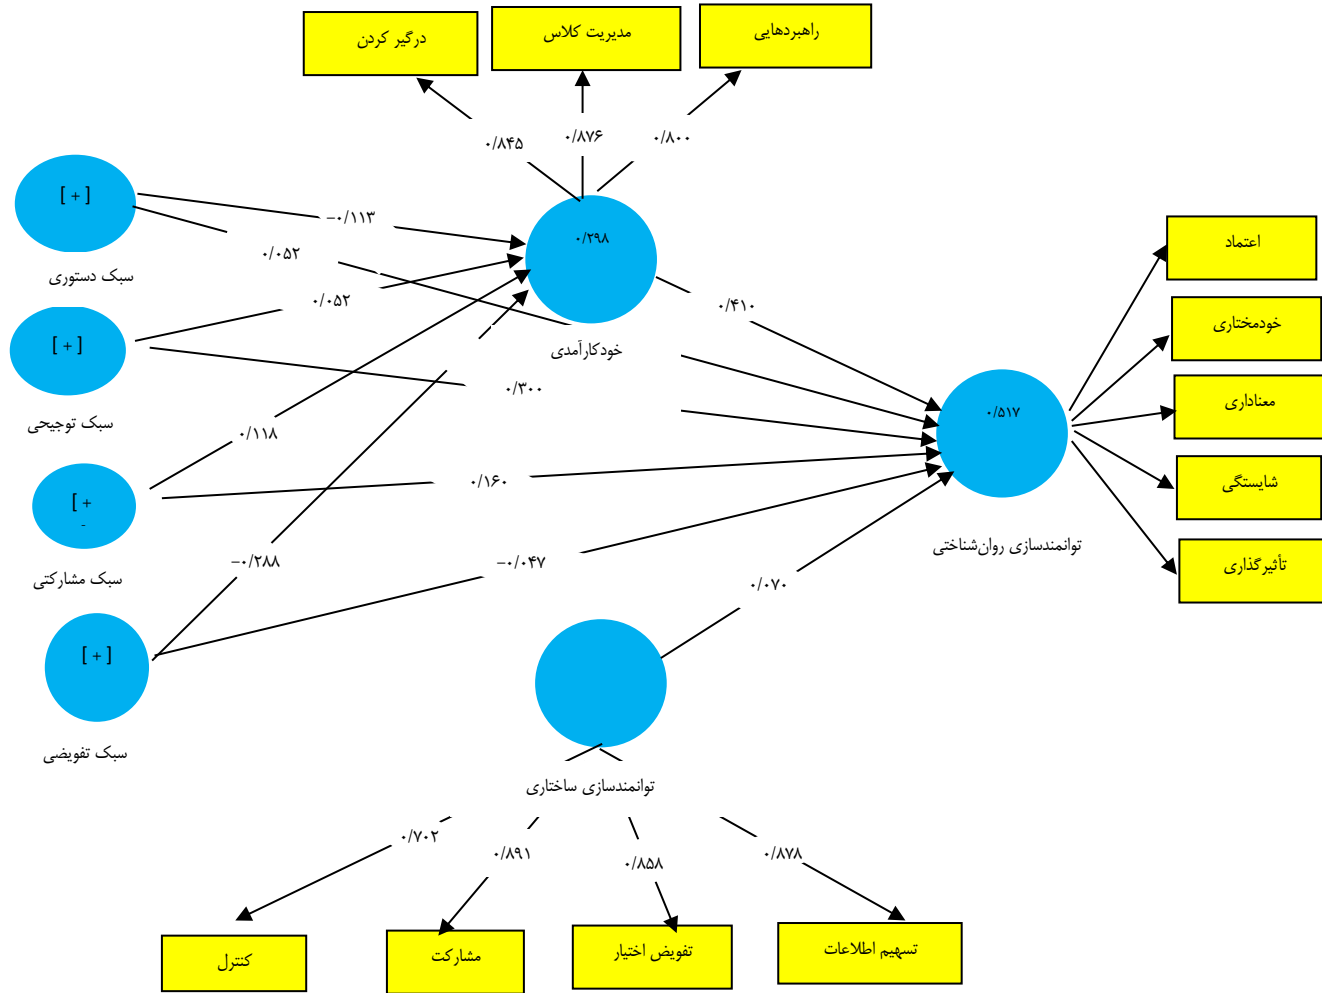 درگیر کردن
مدیریت کلاس
راهبردهایی
۰/۸۴۵
۰/۸۷۶
۰/۸۰۰
[ + ]
سبک دستوری
−۰/۱۱۳
۰/۰۵۲
۰/۲۹۸
خودکارآمدی
۰/۰۵۲
[ + ]
سبک توجیحی
۰/۳۰۰
۰/۴۱۰
۰/۱۱۸
[ +
-
سبک مشارکتی
۰/۱۶۰
−۰/۲۸۸
−۰/۰۴۷
[ + ]
سبک تفویضی
۰/۰۷۰
۰/۵۱۷
توانمندسازی روان‌شناختی
اعتماد
خودمختاری
معناداری
شایستگی
تأثیرگذاری
توانمندسازی ساختاری
۰/۷۰۲
۰/۸۹۱
۰/۸۵۸
۰/۸۷۸
کنترل
مشارکت
تفویض اختیار
تسهیم اطلاعات